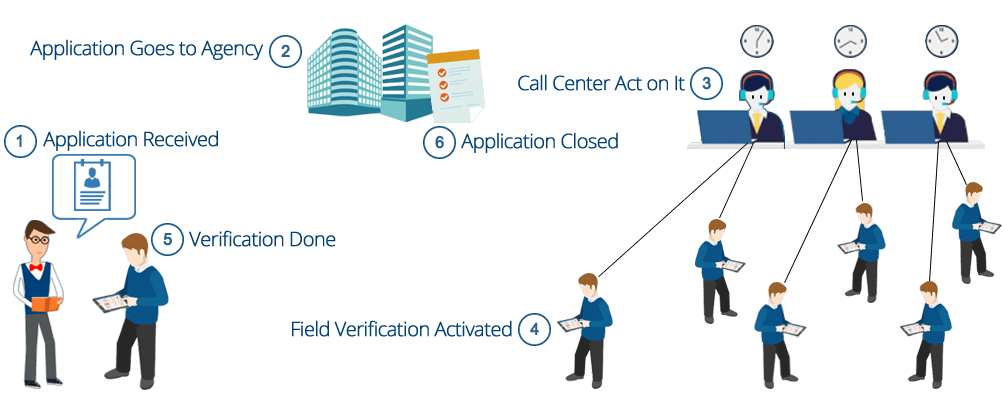 Application Goes to Agency 2
Call Center Act on It 3
1 Application Received
6 Application Closed
5 Verification Done
Field Verification Activated 4